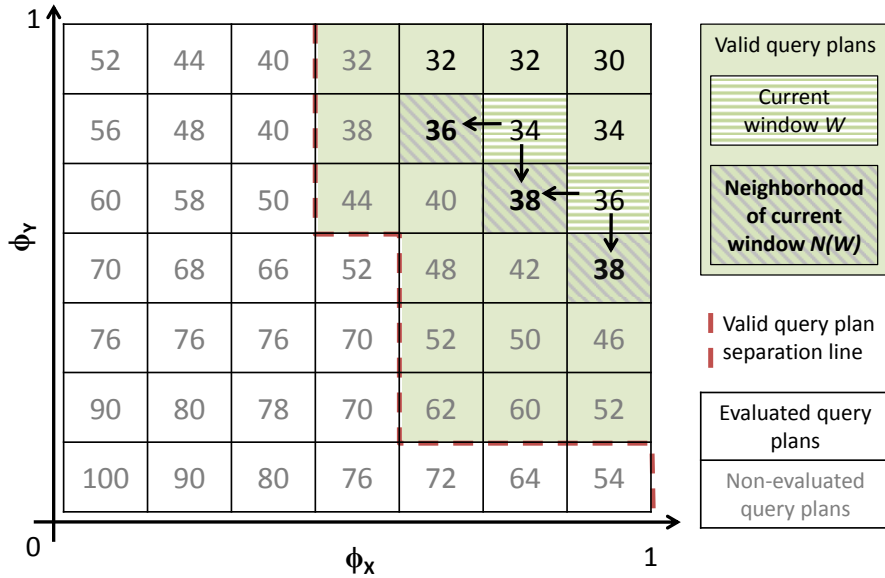 1
52 44 40 32 32 32 30
56 48 40 38 36 34 34
60 58 50 44 40 38 36
70 68 66 52 48 42 38
76 76 76 70 52 50 46
90 80 78 70 62 60 52
100 90 80 76 72 64 54
ϕY
0
ϕX
1
Valid query plans
Current
window W
Neighborhood
of current
window N(W)
Valid query plan
separation line
Evaluated query
plans
Non-evaluated
query plans